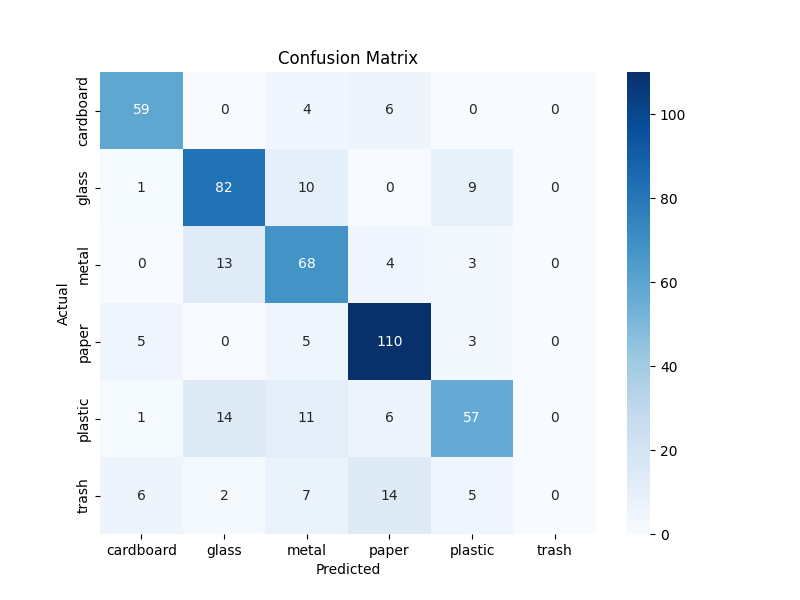 Confusion Matrix
Actual
cardboard 59 0 4 6 0 0
glass 1 82 10 0 9 0
metal 0 13 68 4 3 0
paper 5 0 5 110 3 0
plastic 1 14 11 6 57 0
trash 6 2 7 14 5 0
cardboard glass metal paper plastic trash
Predicted
100
80
60
40
20
0